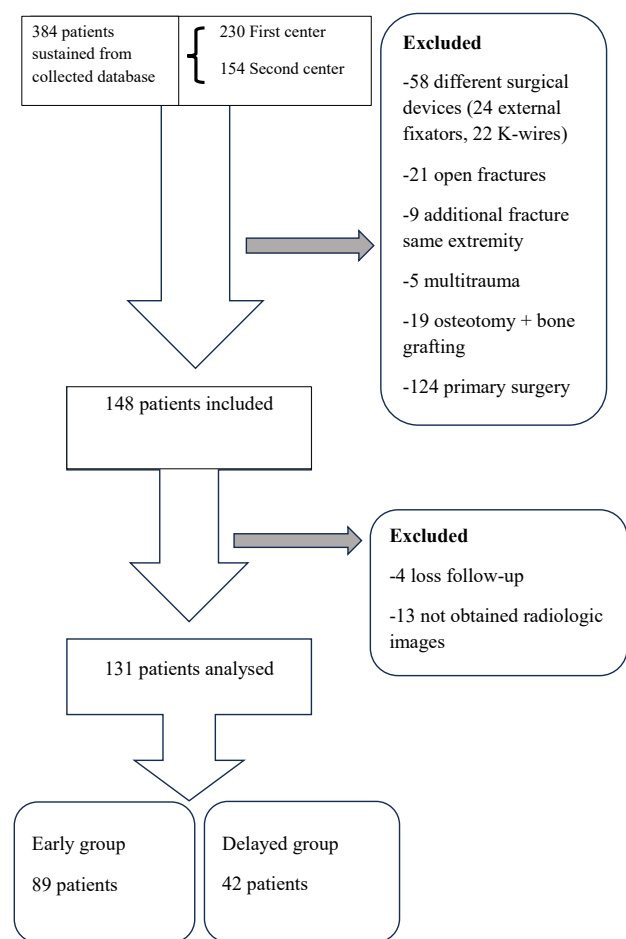 384 patients
sustained from
collected database
230 First center
154 Second center
Excluded
-58 different surgical
devices (24 external
fixators, 22 K-wires)
-21 open fractures
-9 additional fracture
same extremity
-5 multitrauma
-19 osteotomy + bone
grafting
-124 primary surgery
148 patients included
Excluded
-4 loss follow-up
-13 not obtained radiologic
images
131 patients analysed
Early group
89 patients
Delayed group
42 patients